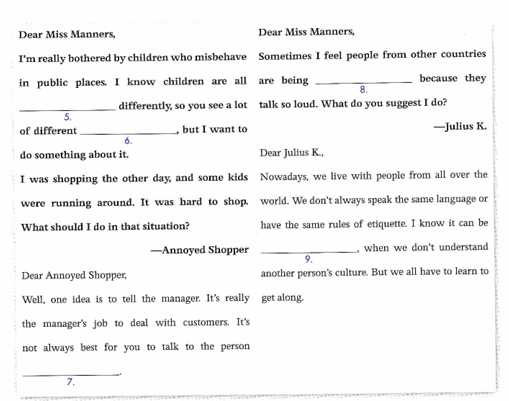 Dear Miss Manners,
I'm really bothered by children who misbehave
in public places. I know children are all
____________ differently, so you see a lot
5.
of different ____________, but I want to
6.
do something about it.
I was shopping the other day, and some kids
were running around. It was hard to shop.
What should I do in that situation?
—Annoyed Shopper
Dear Annoyed Shopper,
Well, one idea is to tell the manager. It's really
the manager's job to deal with customers. It's
not always best for you to talk to the person
____________.
7.
Dear Miss Manners,
Sometimes I feel people from other countries
are being ____________ because they
8.
talk so loud. What do you suggest I do?
—Julius K.
Dear Julius K.,
Nowadays, we live with people from all over the
world. We don't always speak the same language or
have the same rules of etiquette. I know it can be
____________, when we don't understand
9.
another person's culture. But we all have to learn to
get along.